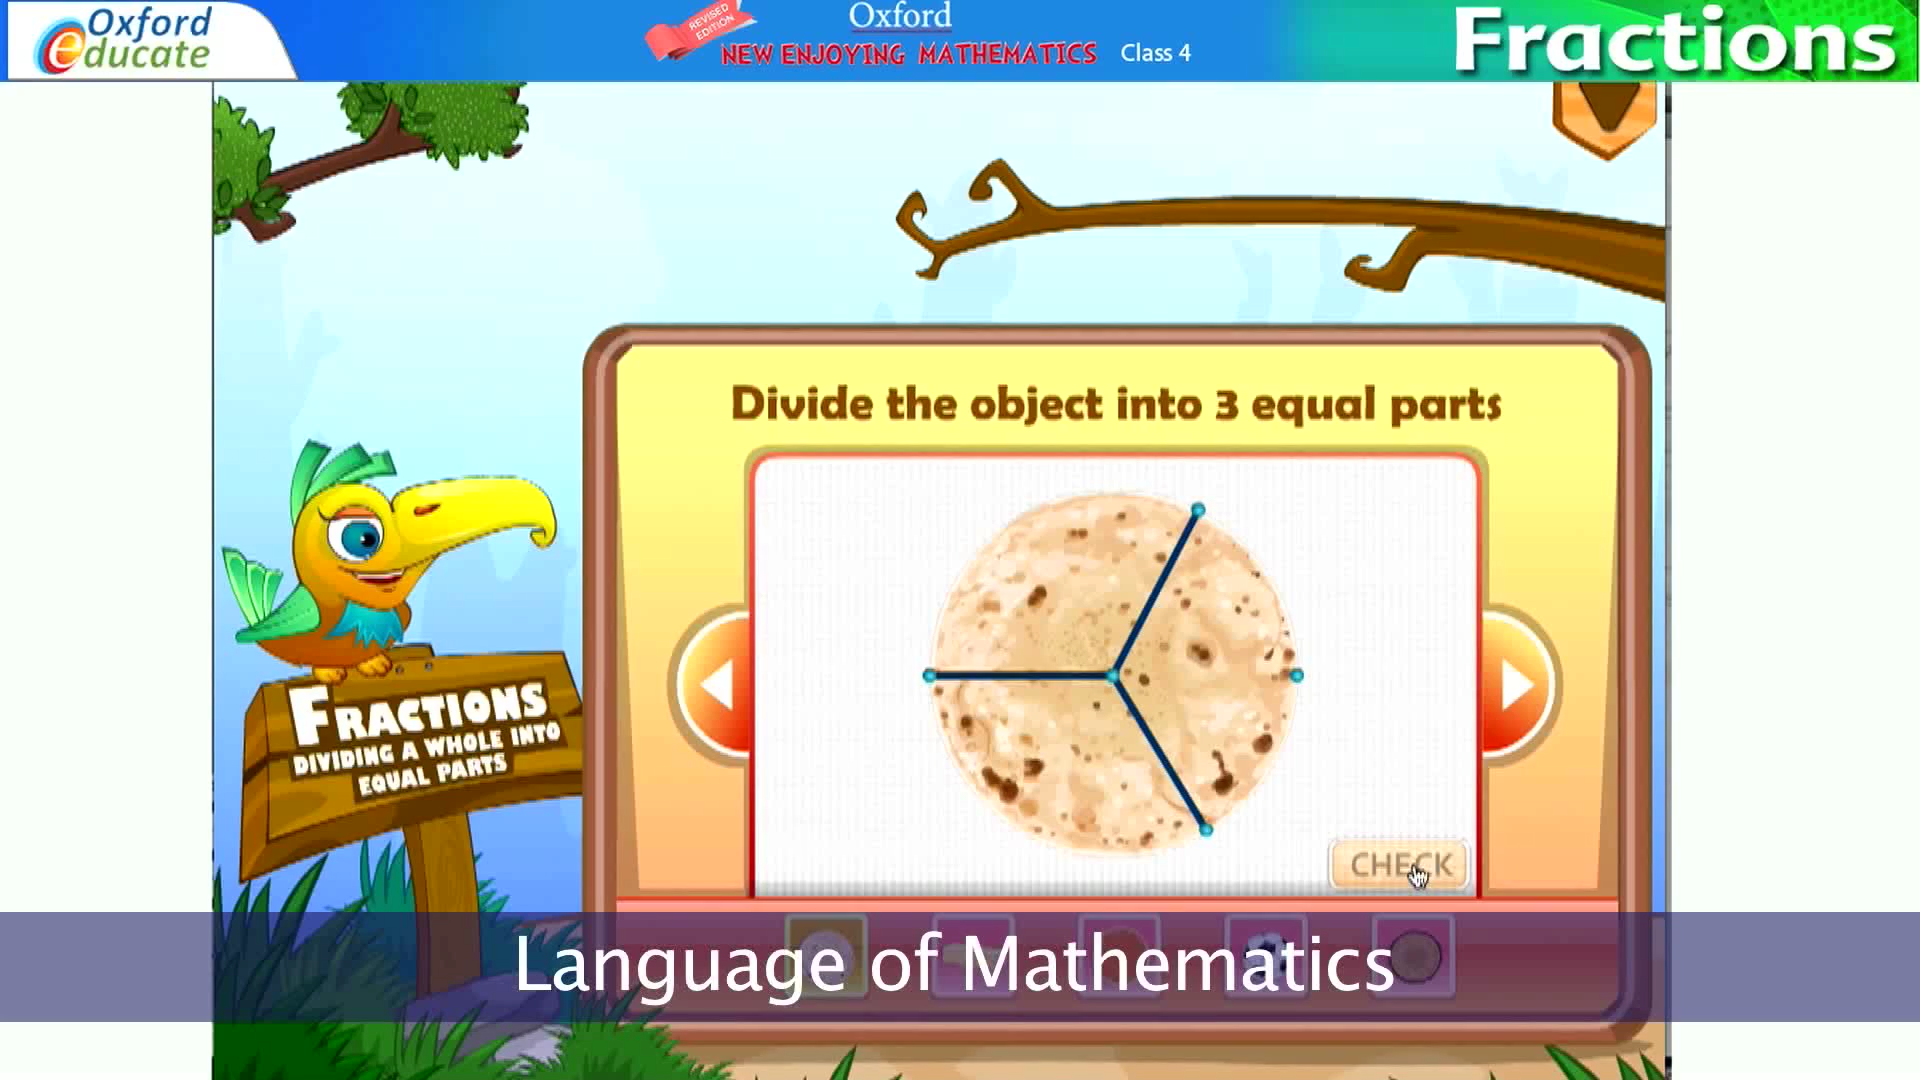 Oxford
educate
REVISED
EDITION
Oxford
NEW ENJOYING MATHEMATICS Class 4
Fractions
Divide the object into 3 equal parts
FRACTIONS
DIVIDING A WHOLE INTO
EQUAL PARTS
CHECK
Language of Mathematics